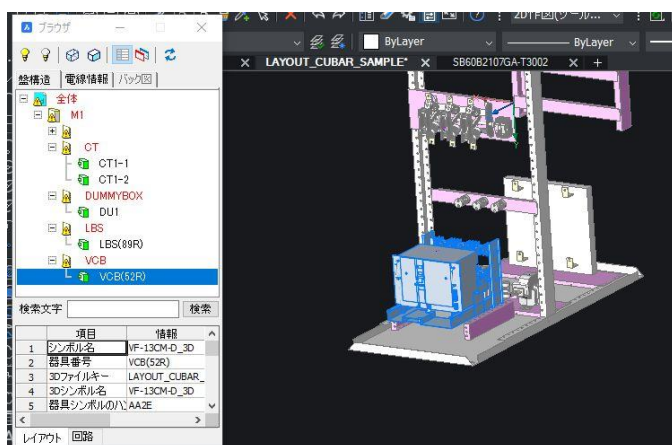 ブラウザ
2DTF図(ツール...
ByLayer
ByLayer
LAYOUT_CUBAR_SAMPLE*
SB60B2107GA-T3002
盤構造 電線情報 パック図
全体
M1
CT
CT1-1
CT1-2
DUMMYBOX
DU1
LBS
LBS(89R)
VCB
VCB(52R)
検索文字 検索
項目 情報
1 シンボル名 VF-13CM-D_3D
2 器具番号 VCB(52R)
3 3Dファイルキー LAYOUT_CUBAR_
4 3Dシンボル名 VF-13CM-D_3D
5 器具シンボルのハン AA2E
レイアウト 回路